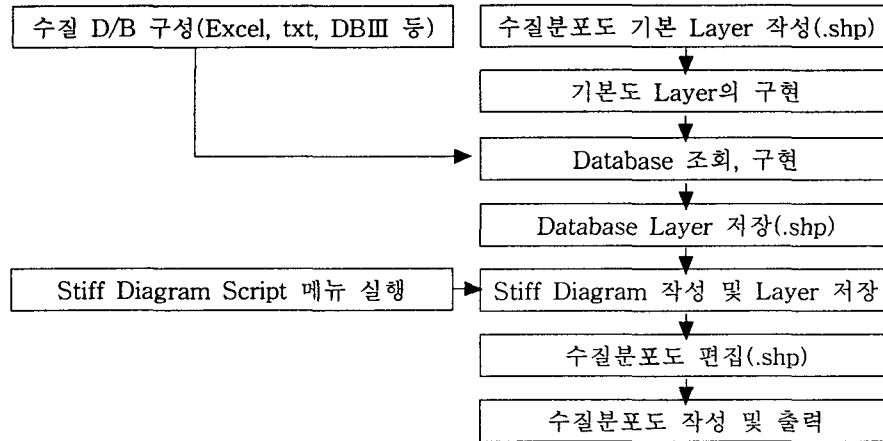 수질 D/B 구성(Excel, txt, DBⅢ 등)
수질분포도 기본 Layer 작성(.shp)
기본도 Layer의 구현
Database 조회, 구현
Database Layer 저장(.shp)
Stiff Diagram Script 메뉴 실행
Stiff Diagram 작성 및 Layer 저장
수질분포도 편집(.shp)
수질분포도 작성 및 출력